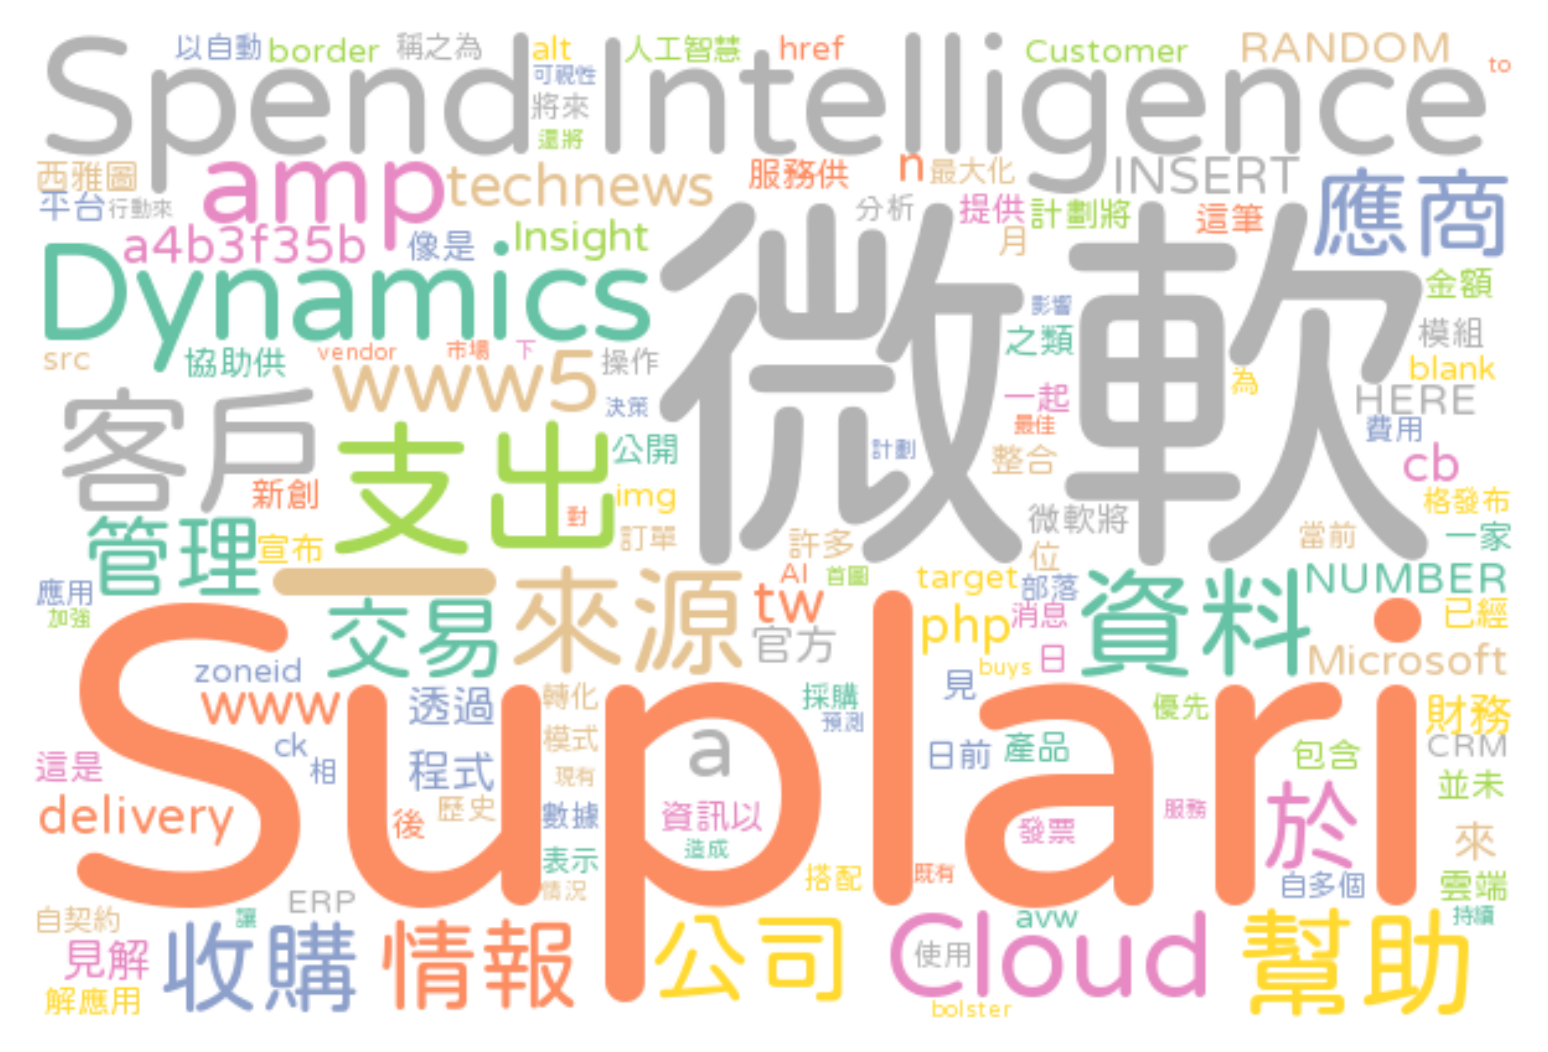 Spend Intelligence
以自動 border 稱之為 alt 人工智慧 href Customer RANDOM to
可視性
將來
還將
西雅圖 amp technews 服務供 n 最大化 INSERT 應商
平台 行動來 分析 提供 計劃將 這筆
a4b3f35b 像是 Insight 月
Dynamics 微軟 影響 金額
src 協助供 vendor 市場 下 操作 之類 模組
www5 決策 一起 為 blank
客戶 支出 公開 計劃 最佳 HERE
費用
新創 img 整合 cb
對 訂單 微軟將 格發布
管理 宣布 許多 位 當前 一家
應用 一 來源 AI 首圖 target 部落 資料 NUMBER
加強 交易 tw php 消息 已經
官方 buys 日 Microsoft
Suplari
zoneid 透過 轉化 採購 見 優先 財務
www 預測
ck 模式 a 日前 產品 包含 CRM
這是 相 程式 現有 並未
delivery 後 歷史 數據 資訊以 發票 服務 於 來
表示 造成
情況 搭配 既有 自多個 雲端
自契約 讓 ERP avw 持續
見解 收購 情報 公司 Cloud 使用 幫助
解應用 bolster